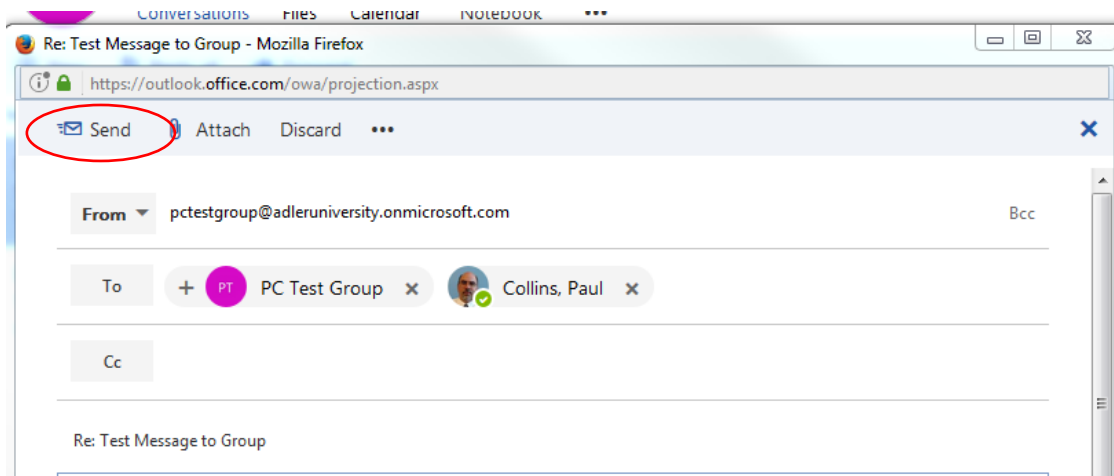 Conversations Files Calendar Notebook •••
Re: Test Message to Group - Mozilla Firefox
https://outlook.office.com/owa/projection.aspx
Send Attach Discard •••
From pctestgroup@adleruniversity.onmicrosoft.com Bcc
To + PT PC Test Group × Collins, Paul ×
Cc
Re: Test Message to Group